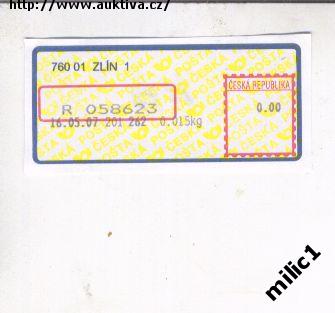 http://www.auktiva.cz/
760 01 ZLÍN 1
R 058623
16.05.07 201 262 0.015kg
ČESKÁ REPUBLIKA
0.00
milic1